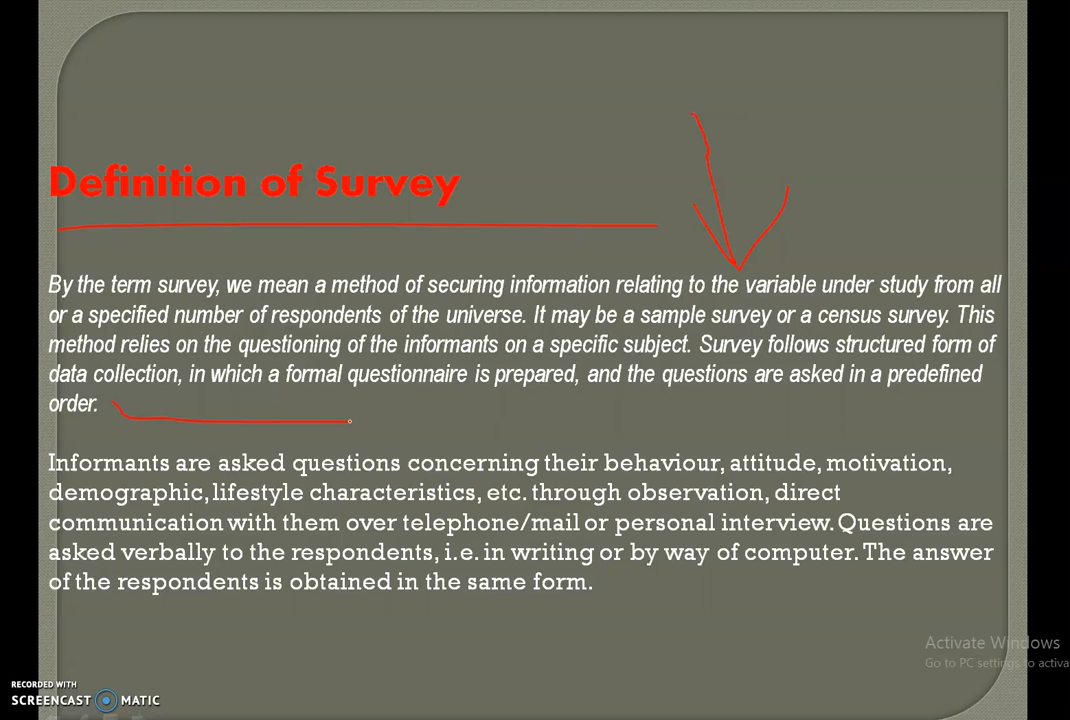 Definition of Survey
By the term survey, we mean a method of securing information relating to the variable under study from all
or a specified number of respondents of the universe. It may be a sample survey or a census survey. This
method relies on the questioning of the informants on a specific subject. Survey follows structured form of
data collection, in which a formal questionnaire is prepared, and the questions are asked in a predefined
order.
Informants are asked questions concerning their behaviour, attitude, motivation,
demographic, lifestyle characteristics, etc. through observation, direct
communication with them over telephone/mail or personal interview. Questions are
asked verbally to the respondents, i.e. in writing or by way of computer. The answer
of the respondents is obtained in the same form.
Activate Windows
Go to PC settings to activa
RECORDED WITH
SCREENCAST MATIC